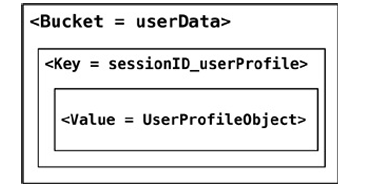 <Bucket = userData>
<Key = sessionID_userProfile>
<Value = UserProfileObject>